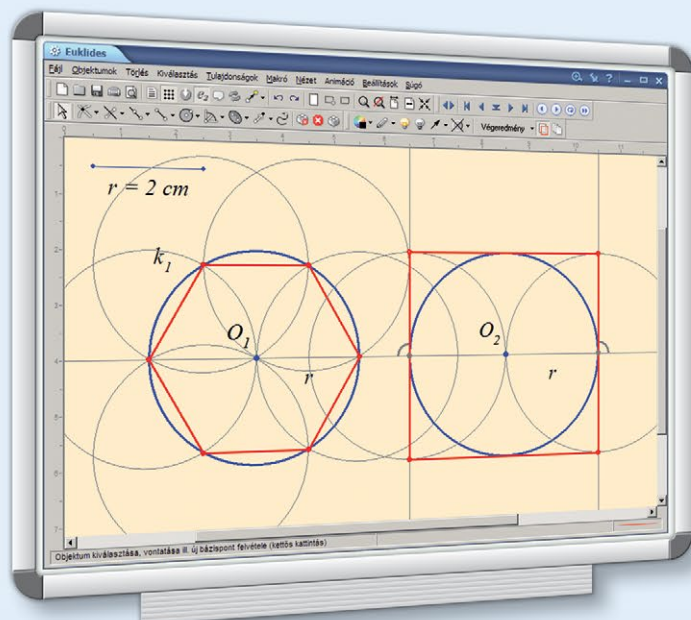 Euklides
Fájl Objektumok Törlés Kiválasztás Tulajdonságok Makró Nézet Animáció Beállítások Súgó
Végeredmény
r = 2 cm
k1
O1
r
O2
r
Objektum kiválasztása, vontatása ill. új bázispont felvétele (kettős kattintás)